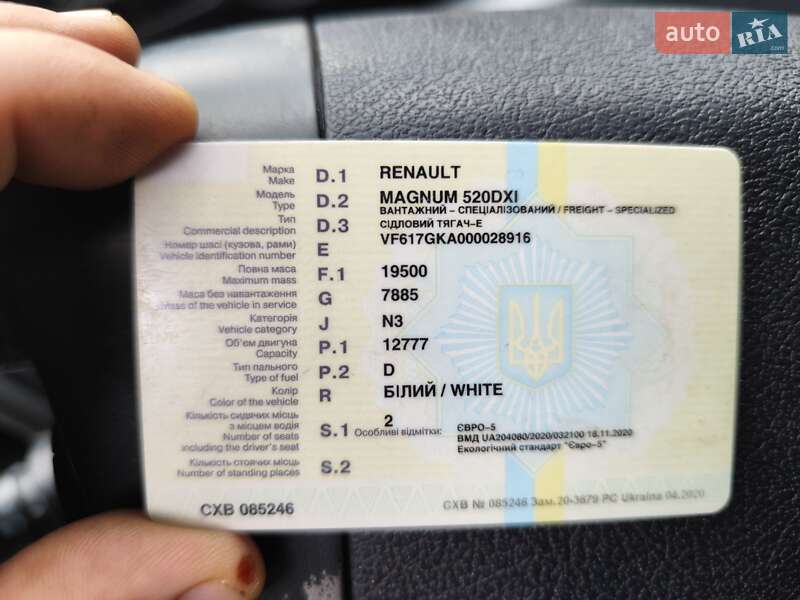 auto RIA.com
Марка D.1 RENAULT
Make
Модель D.2 MAGNUM 520DXI
Type ВАНТАЖНИЙ – СПЕЦІАЛІЗОВАНИЙ / FREIGHT – SPECIALIZED
Тип D.3 СІДЛОВИЙ ТЯГАЧ–Е
Commercial description
Номер шасі (кузова, рами) E VF617GKA000028916
Vehicle identification number
Повна маса F.1 19500
Maximum mass
Маса без навантаження G 7885
Mass of the vehicle in service
Категорія J N3
Vehicle category
Об'єм двигуна P.1 12777
Capacity
Тип пального P.2 D
Type of fuel
Колір R БІЛИЙ / WHITE
Color of the vehicle
Кількість сидячих місць
з місцем водія S.1 2
Number of seats
including the driver's seat
Особливі відмітки: ЄВРО–5
ВМД UA204080/2020/032100 18.11.2020
Екологічний стандарт "Євро–5"
Кількість стоячих місць S.2
Number of standing places
СХВ 085246
СХВ № 085246 Зам.20-3679 PC Ukraina 04.2020